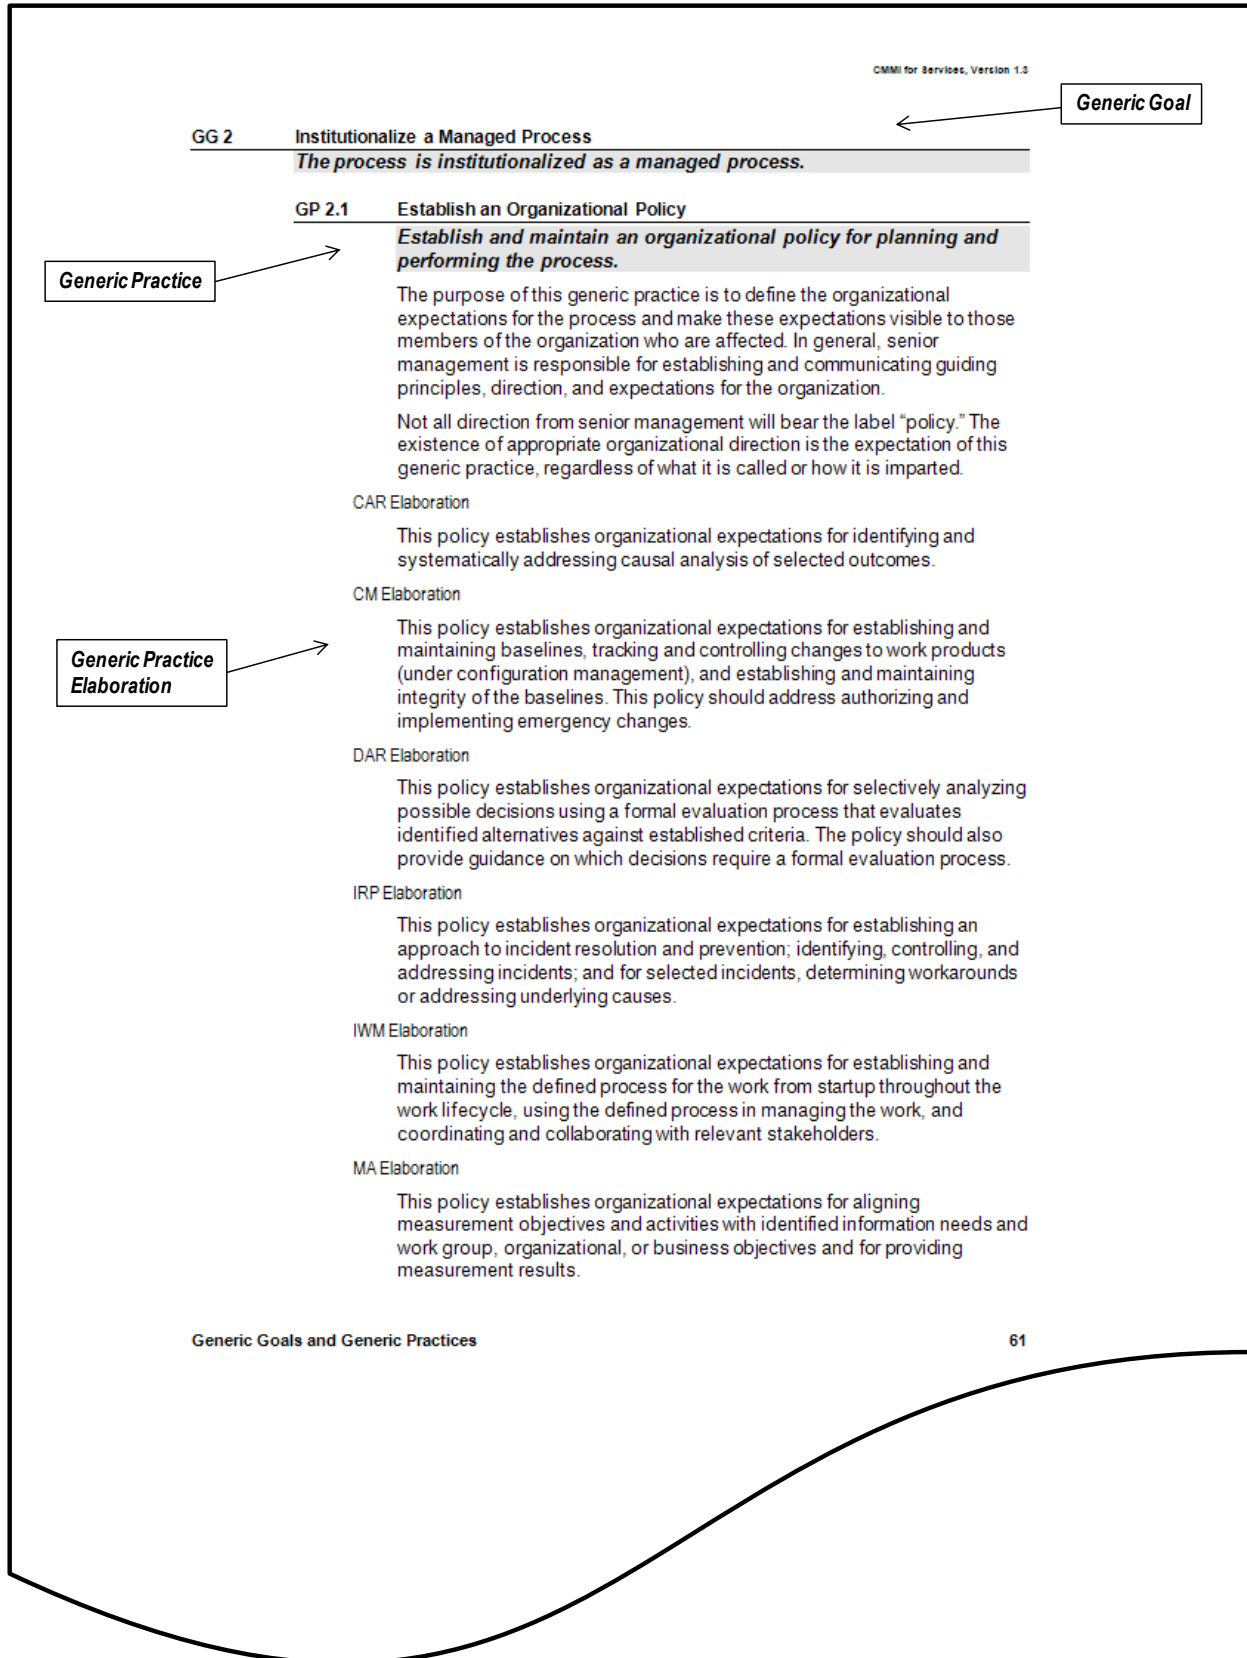 CMMI for Services, Version 1.3
Generic Goal
GG 2 Institutionalize a Managed Process
The process is institutionalized as a managed process.
GP 2.1 Establish an Organizational Policy
Establish and maintain an organizational policy for planning and
performing the process.
Generic Practice
The purpose of this generic practice is to define the organizational
expectations for the process and make these expectations visible to those
members of the organization who are affected. In general, senior
management is responsible for establishing and communicating guiding
principles, direction, and expectations for the organization.
Not all direction from senior management will bear the label “policy.” The
existence of appropriate organizational direction is the expectation of this
generic practice, regardless of what it is called or how it is imparted.
CAR Elaboration
This policy establishes organizational expectations for identifying and
systematically addressing causal analysis of selected outcomes.
CM Elaboration
This policy establishes organizational expectations for establishing and
maintaining baselines, tracking and controlling changes to work products
(under configuration management), and establishing and maintaining
integrity of the baselines. This policy should address authorizing and
implementing emergency changes.
Generic Practice
Elaboration
DAR Elaboration
This policy establishes organizational expectations for selectively analyzing
possible decisions using a formal evaluation process that evaluates
identified alternatives against established criteria. The policy should also
provide guidance on which decisions require a formal evaluation process.
IRP Elaboration
This policy establishes organizational expectations for establishing an
approach to incident resolution and prevention; identifying, controlling, and
addressing incidents; and for selected incidents, determining workarounds
or addressing underlying causes.
IWM Elaboration
This policy establishes organizational expectations for establishing and
maintaining the defined process for the work from startup throughout the
work lifecycle, using the defined process in managing the work, and
coordinating and collaborating with relevant stakeholders.
MA Elaboration
This policy establishes organizational expectations for aligning
measurement objectives and activities with identified information needs and
work group, organizational, or business objectives and for providing
measurement results.
Generic Goals and Generic Practices 61